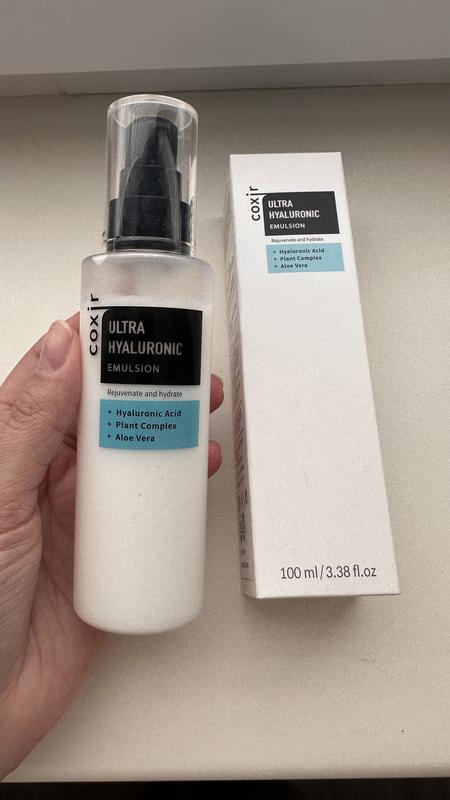 coxir
ULTRA
HYALURONIC
EMULSION
Rejuvenate and hydrate
+ Hyaluronic Acid
+ Plant Complex
+ Aloe Vera
coxir
ULTRA
HYALURONIC
EMULSION
Rejuvenate and hydrate
+ Hyaluronic Acid
+ Plant Complex
+ Aloe Vera
100 ml/3.38 fl.oz